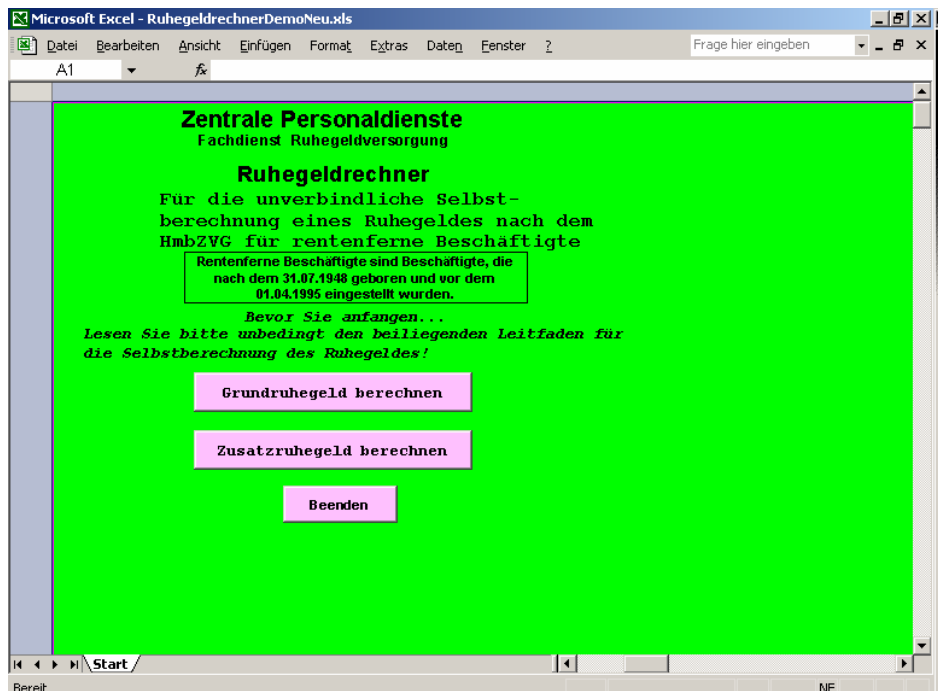 Microsoft Excel - RuhegeldrechnerDemoNeu.xls
Datei Bearbeiten Ansicht Einfügen Format Extras Daten Fenster ? Frage hier eingeben
A1 fx
Zentrale Personaldienste
Fachdienst Ruhegeldversorgung
Ruhegeldrechner
Für die unverbindliche Selbst-
berechnung eines Ruhegeldes nach dem
HmbZVG für rentenferne Beschäftigte
Rentenferne Beschäftigte sind Beschäftigte, die
nach dem 31.07.1948 geboren und vor dem
01.04.1995 eingestellt wurden.
Bevor Sie anfangen...
Lesen Sie bitte unbedingt den beiliegenden Leitfaden für
die Selbstberechnung des Ruhegeldes!
Grundruhegeld berechnen
Zusatzruhegeld berechnen
Beenden
Start
Bereit NF